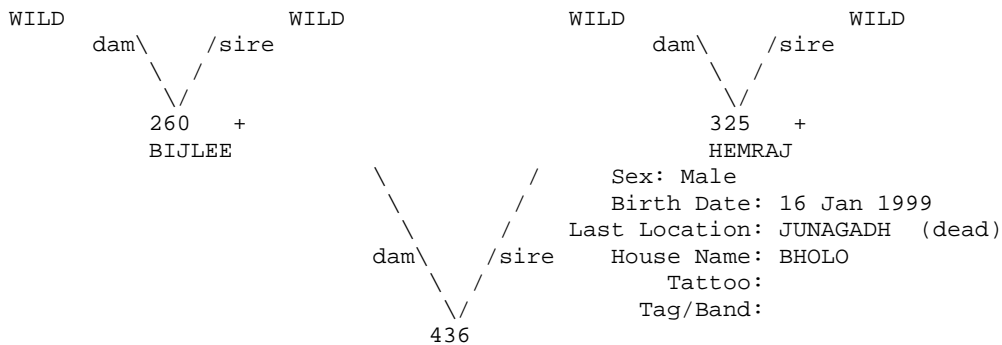 WILD WILD WILD WILD
dam\ /sire dam\ /sire
\ / \ /
\/ \/
260 + 325 +
BIJLEE HEMRAJ
\ / Sex: Male
\ / Birth Date: 16 Jan 1999
\ / Last Location: JUNAGADH (dead)
dam\ /sire House Name: BHOLO
\ / Tattoo:
\/ Tag/Band:
436